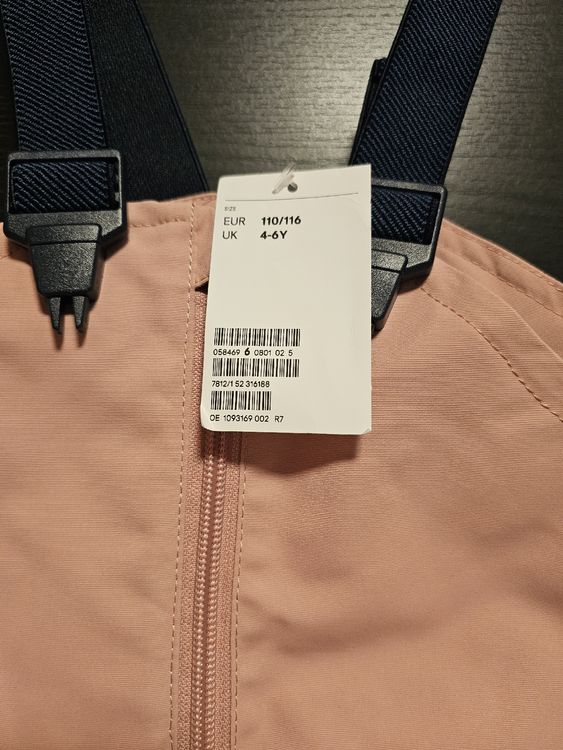 SIZE
EUR 110/116
UK 4-6Y
058469 6 0801 02 5
7812/1 52 316188
OE 1093169 002 R7